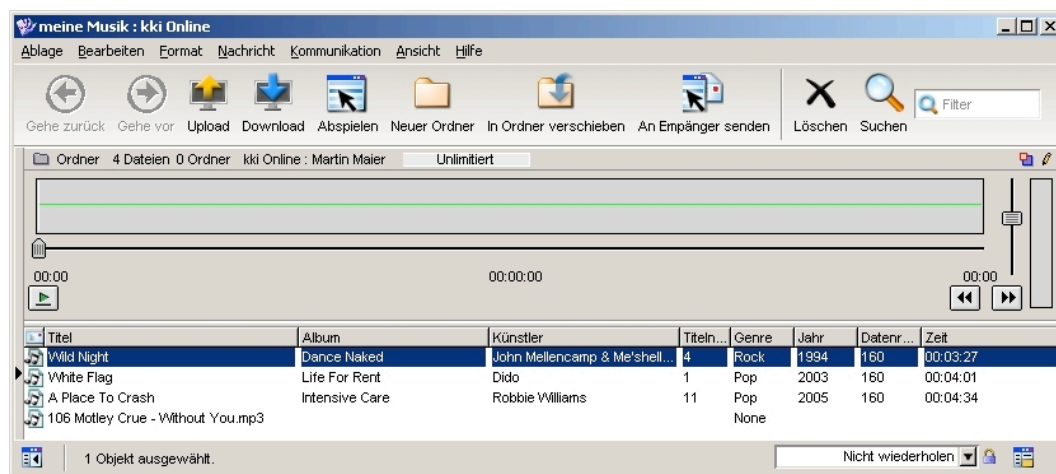 meine Musik : kki Online
Ablage Bearbeiten Format Nachricht Kommunikation Ansicht Hilfe
Gehe zurück Gehe vor Upload Download Abspielen Neuer Ordner In Ordner verschieben An Empänger senden Löschen Suchen Filter
Ordner 4 Dateien 0 Ordner kki Online : Martin Maier Unlimitiert
00:00 00:00:00 00:00
Titel Album Künstler Titeln... Genre Jahr Datenr... Zeit
Wild Night Dance Naked John Mellencamp & Me'shell... 4 Rock 1994 160 00:03:27
White Flag Life For Rent Dido 1 Pop 2003 160 00:04:01
A Place To Crash Intensive Care Robbie Williams 11 Pop 2005 160 00:04:34
106 Motley Crue - Without You.mp3 None
1 Objekt ausgewählt. Nicht wiederholen